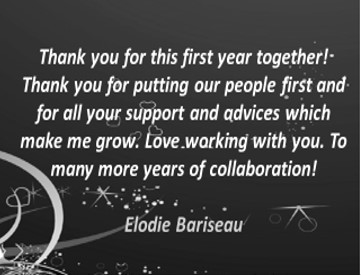 Thank you for this first year together!
Thank you for putting our people first and
for all your support and advices which
make me grow. Love working with you. To
many more years of collaboration!
Elodie Bariseau